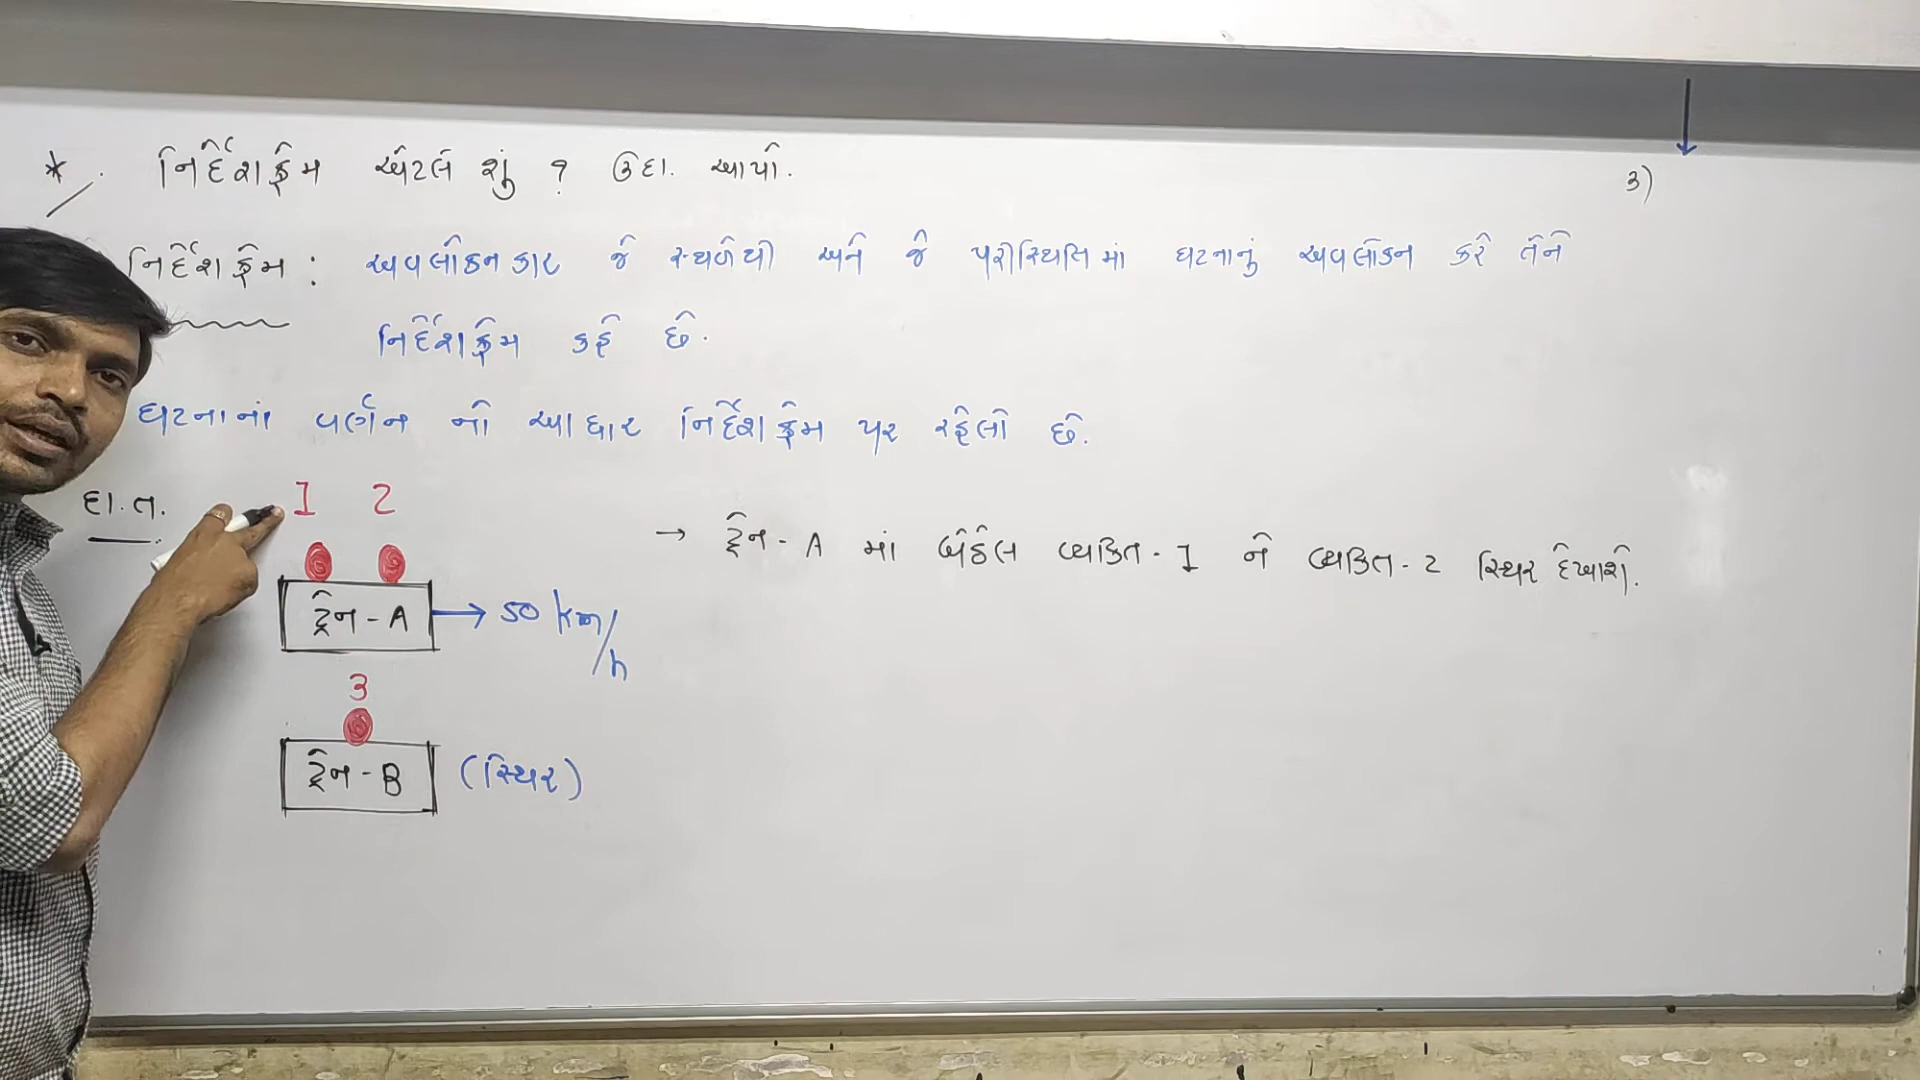 * નિર્દેશફ્રેમ એટલે શું ? ઉદા. આપો.
3)
નિર્દેશફ્રેમ : અવલોકનકાર જે સ્થળેથી અને જે પરીસ્થિતિમાં ઘટનાનું અવલોકન કરે તેને
નિર્દેશફ્રેમ કહે છે.
ઘટનાનાં વર્ણન નો આધાર નિર્દેશફ્રેમ પર રહેલો છે.
દા.ત.
1 2
→ ટ્રેન - A માં બેઠેલ વ્યકિત - 1 ને વ્યકિત - 2 સ્થિર દેખાશે.
ટ્રેન - A → 50 km/h
3
ટ્રેન - B (સ્થિર)